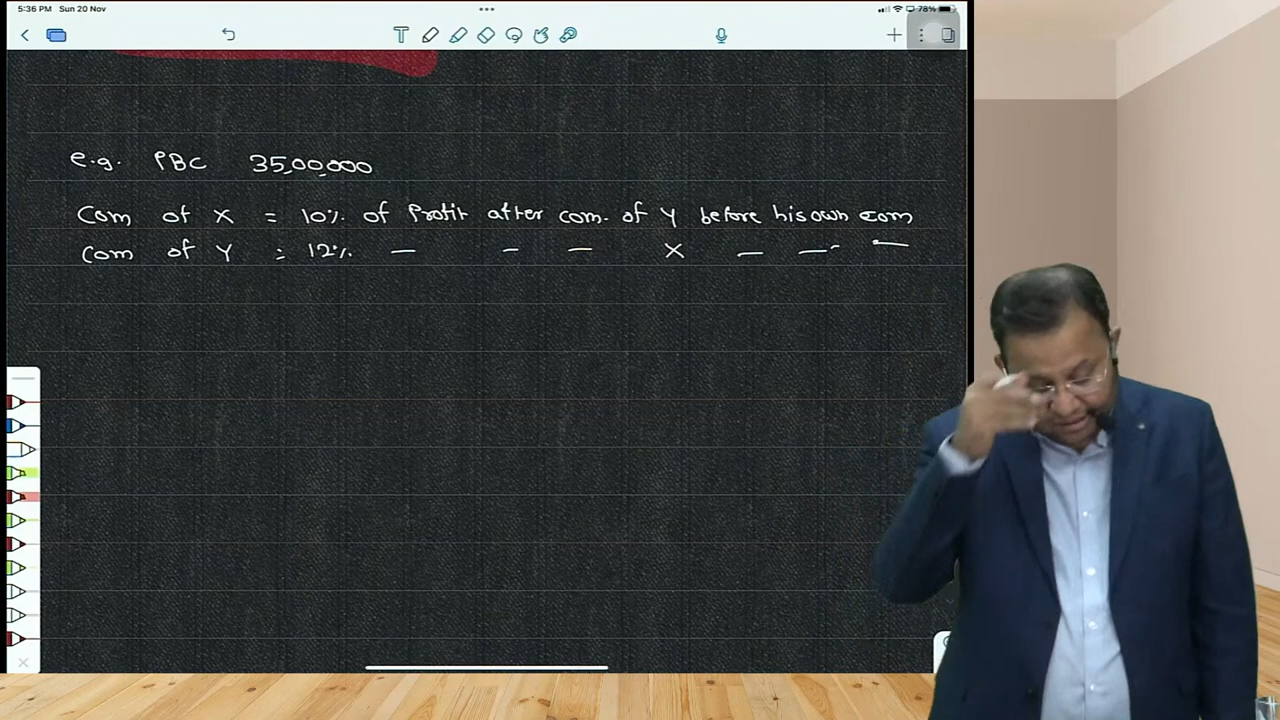 5:36 PM Sun 20 Nov
78%
e.g. PBC 35,00,000
Com of X = 10% of Profit after com. of Y before his own com
Com of Y = 12% — - — X — — —